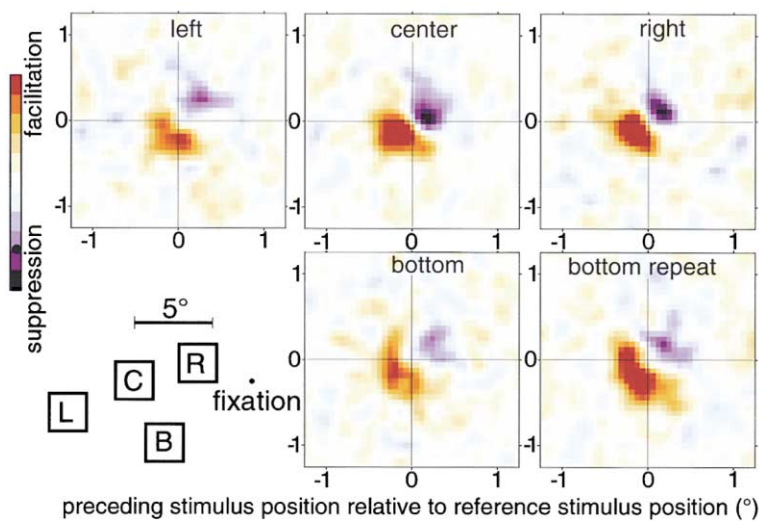 left
center
right
facilitation
suppression
1
0
-1
-1
0
1
1
0
-1
-1
0
1
1
0
-1
-1
0
1
bottom
bottom repeat
1
0
-1
-1
0
1
1
0
-1
-1
0
1
5°
R
C
fixation
L
B
preceding stimulus position relative to reference stimulus position (°)